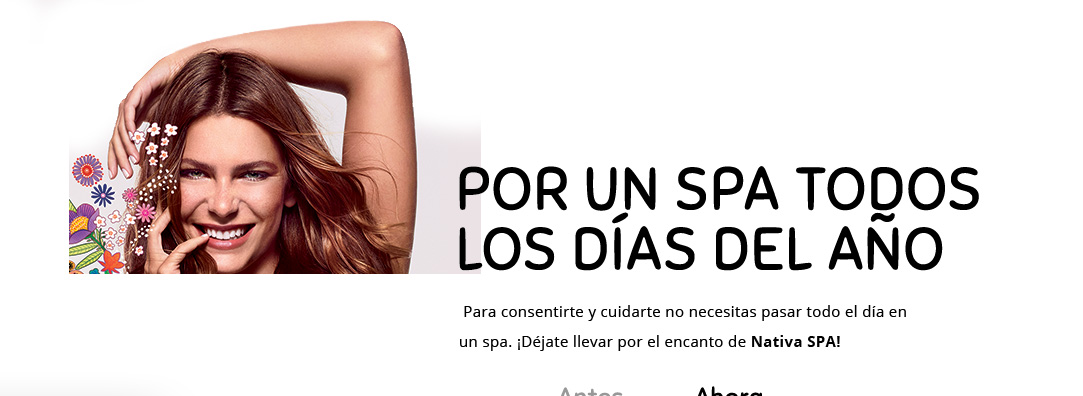 POR UN SPA TODOS
LOS DÍAS DEL AÑO
Para consentirte y cuidarte no necesitas pasar todo el día en
un spa. ¡Déjate llevar por el encanto de Nativa SPA!
Antes Ahora